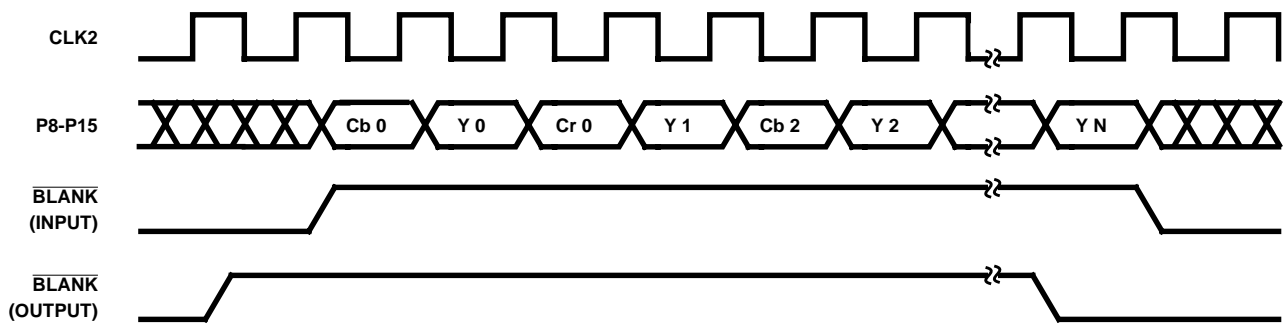 CLK2
P8-P15
Cb 0
Y 0
Cr 0
Y 1
Cb 2
Y 2
Y N
BLANK
(INPUT)
BLANK
(OUTPUT)